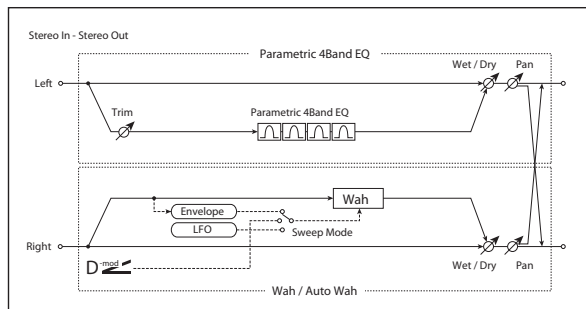 Stereo In - Stereo Out
Parametric 4Band EQ
Wet / Dry
Pan
Left
Trim
Parametric 4Band EQ
Envelope
LFO
Wah
Sweep Mode
Right
D-mod
Wet / Dry
Pan
Wah / Auto Wah